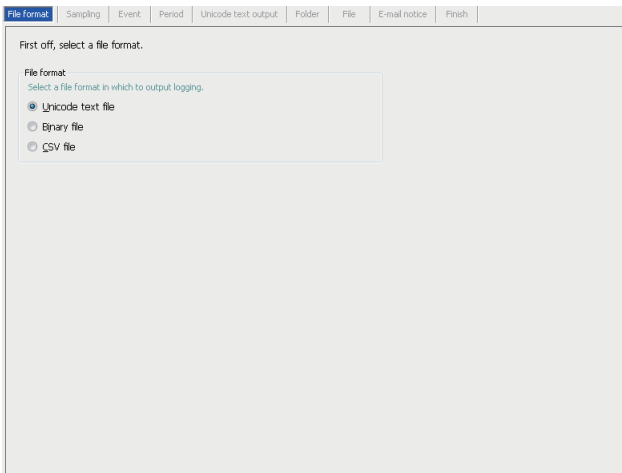 File format Sampling Event Period Unicode text output Folder File E-mail notice Finish
First off, select a file format.
File format
Select a file format in which to output logging.
Unicode text file
Binary file
CSV file